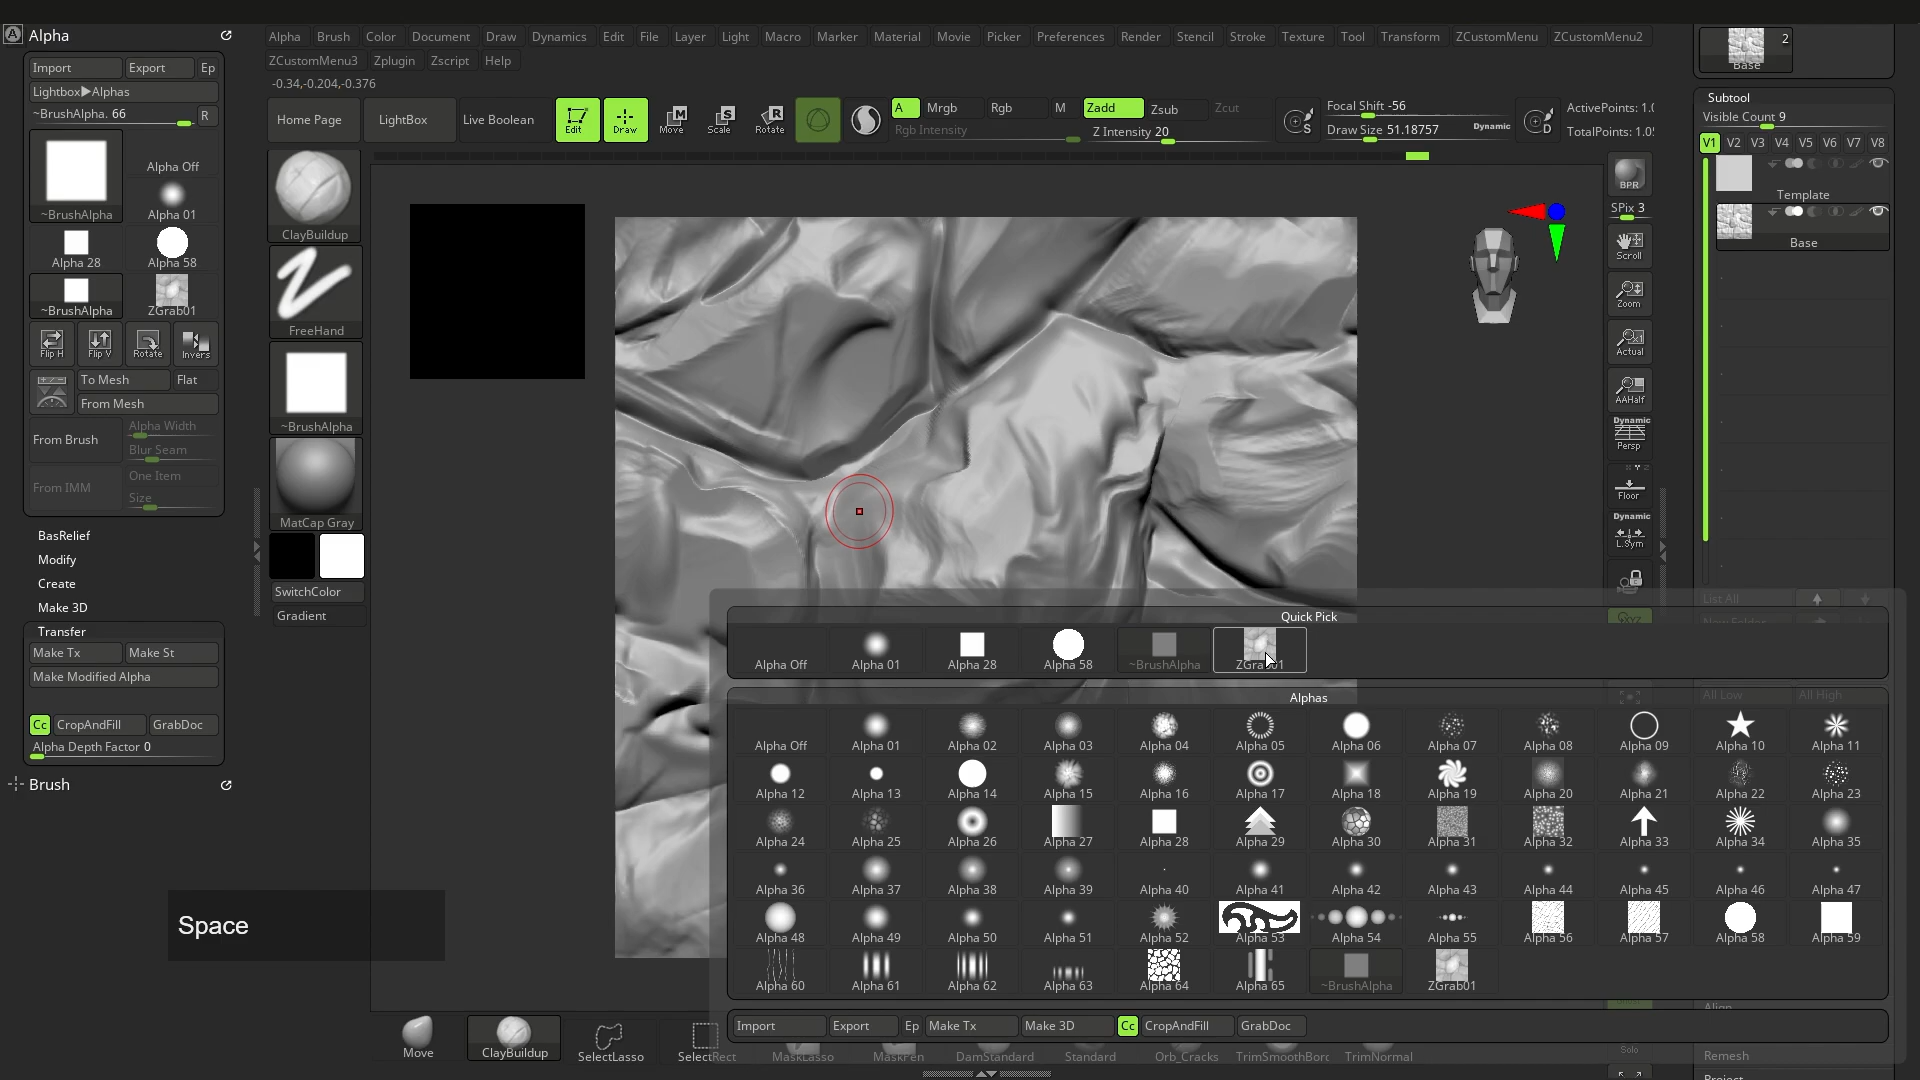 Alpha
Import Export Ep
Lightbox▶Alphas
~BrushAlpha. 66 R
Alpha Off
~BrushAlpha Alpha 01
Alpha 28 Alpha 58
~BrushAlpha ZGrab01
Flip H Flip V Rotate Invers
To Mesh Flat
From Mesh
From Brush Alpha Width
Blur Seam
From IMM One Item
Size
BasRelief
Modify
Create
Make 3D
Transfer
Make Tx Make St
Make Modified Alpha
Cc CropAndFill GrabDoc
Alpha Depth Factor 0
Brush
Space
Alpha Brush Color Document Draw Dynamics Edit File Layer Light Macro Marker Material Movie Picker Preferences Render Stencil Stroke Texture Tool Transform ZCustomMenu ZCustomMenu2
ZCustomMenu3 Zplugin Zscript Help
-0.34,-0.204,-0.376
Home Page LightBox Live Boolean Edit Draw Move Scale Rotate
A Mrgb Rgb M Zadd Zsub Zcut
Rgb Intensity Z Intensity 20
S Focal Shift -56
Draw Size 51.18757 Dynamic
D ActivePoints: 1.0
TotalPoints: 1.0
ClayBuildup
FreeHand
~BrushAlpha
MatCap Gray
SwitchColor
Gradient
BPR
SPix 3
Scroll
Zoom
Actual
AAHalf
Dynamic
Persp
Floor
Dynamic
L.Sym
2
Base
Subtool
Visible Count 9
V1 V2 V3 V4 V5 V6 V7 V8
Template
Base
List All
All Low All High
Quick Pick
Alpha Off Alpha 01 Alpha 28 Alpha 58 ~BrushAlpha ZGrab01
Alphas
Alpha Off Alpha 01 Alpha 02 Alpha 03 Alpha 04 Alpha 05 Alpha 06 Alpha 07 Alpha 08 Alpha 09 Alpha 10 Alpha 11
Alpha 12 Alpha 13 Alpha 14 Alpha 15 Alpha 16 Alpha 17 Alpha 18 Alpha 19 Alpha 20 Alpha 21 Alpha 22 Alpha 23
Alpha 24 Alpha 25 Alpha 26 Alpha 27 Alpha 28 Alpha 29 Alpha 30 Alpha 31 Alpha 32 Alpha 33 Alpha 34 Alpha 35
Alpha 36 Alpha 37 Alpha 38 Alpha 39 Alpha 40 Alpha 41 Alpha 42 Alpha 43 Alpha 44 Alpha 45 Alpha 46 Alpha 47
Alpha 48 Alpha 49 Alpha 50 Alpha 51 Alpha 52 Alpha 53 Alpha 54 Alpha 55 Alpha 56 Alpha 57 Alpha 58 Alpha 59
Alpha 60 Alpha 61 Alpha 62 Alpha 63 Alpha 64 Alpha 65 ~BrushAlpha ZGrab01
Import Export Ep Make Tx Make 3D Cc CropAndFill GrabDoc
Move ClayBuildup SelectLasso SelectRect MaskLasso MaskPen DamStandard Standard Orb_Cracks TrimSmoothBorc TrimNormal
Solo
Remesh